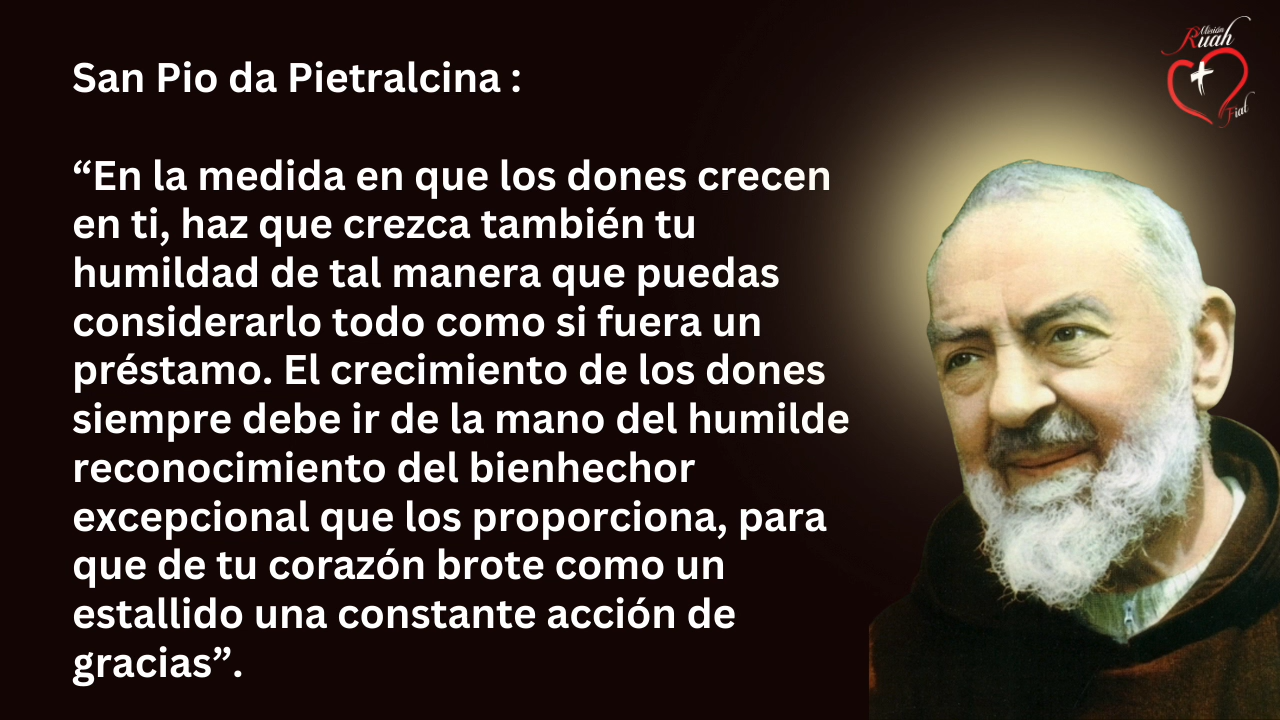 Misión
Ruah
Fial
San Pio da Pietralcina :
“En la medida en que los dones crecen
en ti, haz que crezca también tu
humildad de tal manera que puedas
considerarlo todo como si fuera un
préstamo. El crecimiento de los dones
siempre debe ir de la mano del humilde
reconocimiento del bienhechor
excepcional que los proporciona, para
que de tu corazón brote como un
estallido una constante acción de
gracias”.